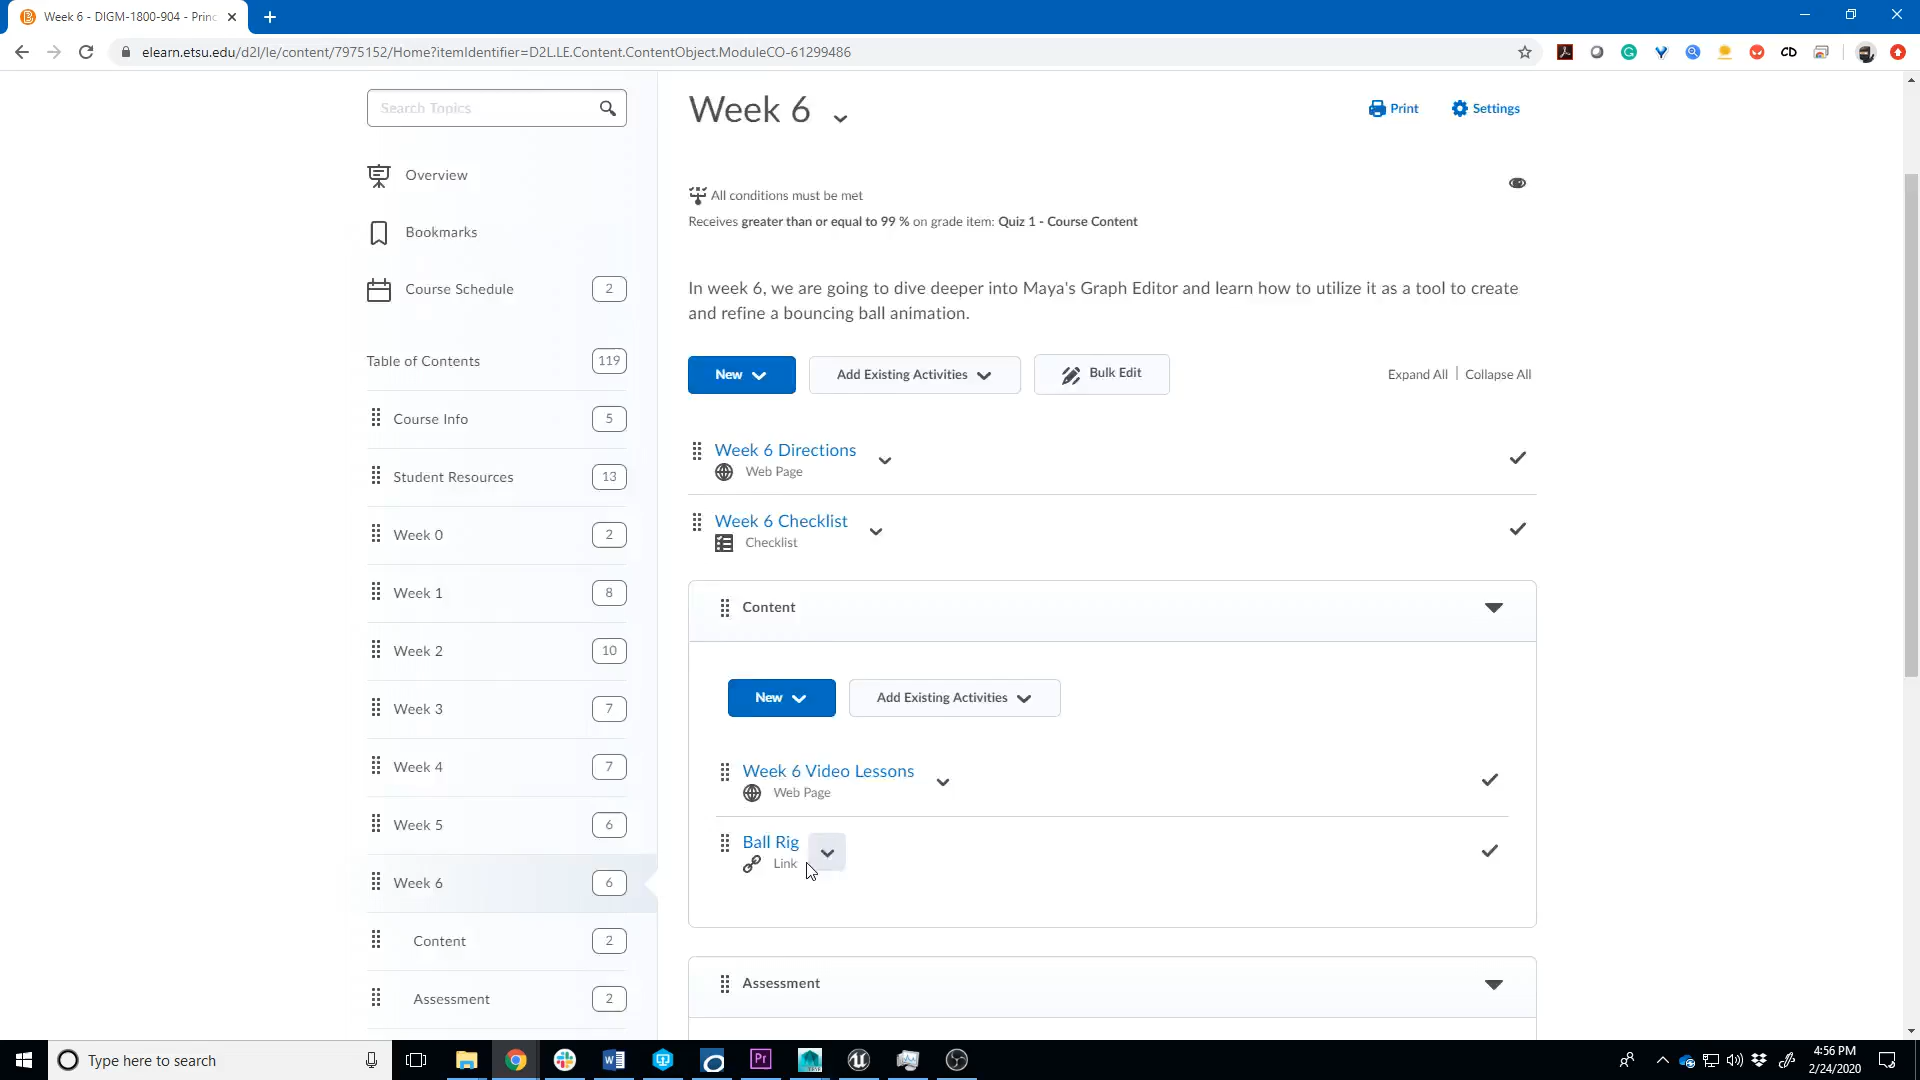 Week 6 - DIGM-1800-904 - Princ
elearn.etsu.edu/d2l/le/content/7975152/Home?itemIdentifier=D2L.LE.Content.ContentObject.ModuleCO-61299486
CD
Search Topics
Overview
Bookmarks
Course Schedule 2
Table of Contents 119
Course Info 5
Student Resources 13
Week 0 2
Week 1 8
Week 2 10
Week 3 7
Week 4 7
Week 5 6
Week 6 6
Content 2
Assessment 2
Week 6
Print
Settings
All conditions must be met
Receives greater than or equal to 99 % on grade item: Quiz 1 - Course Content
In week 6, we are going to dive deeper into Maya's Graph Editor and learn how to utilize it as a tool to create
and refine a bouncing ball animation.
New
Add Existing Activities
Bulk Edit
Expand All | Collapse All
Week 6 Directions
Web Page
Week 6 Checklist
Checklist
Content
New
Add Existing Activities
Week 6 Video Lessons
Web Page
Ball Rig
Link
Assessment
Type here to search
Pr
4:56 PM
2/24/2020